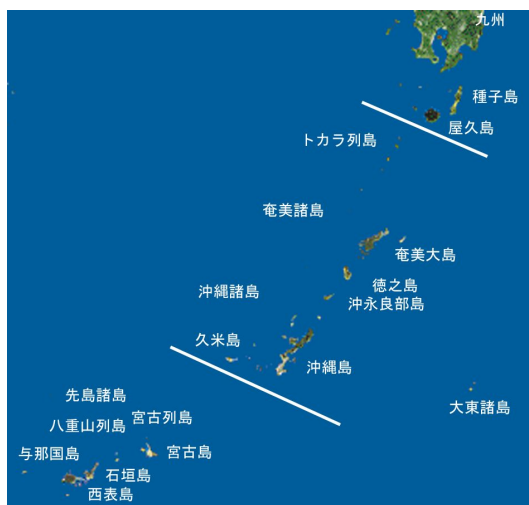 九州
種子島
屋久島
トカラ列島
奄美諸島
奄美大島
徳之島
沖永良部島
沖縄諸島
久米島
沖縄島
大東諸島
先島諸島
宮古列島
八重山列島
宮古島
与那国島
石垣島
西表島